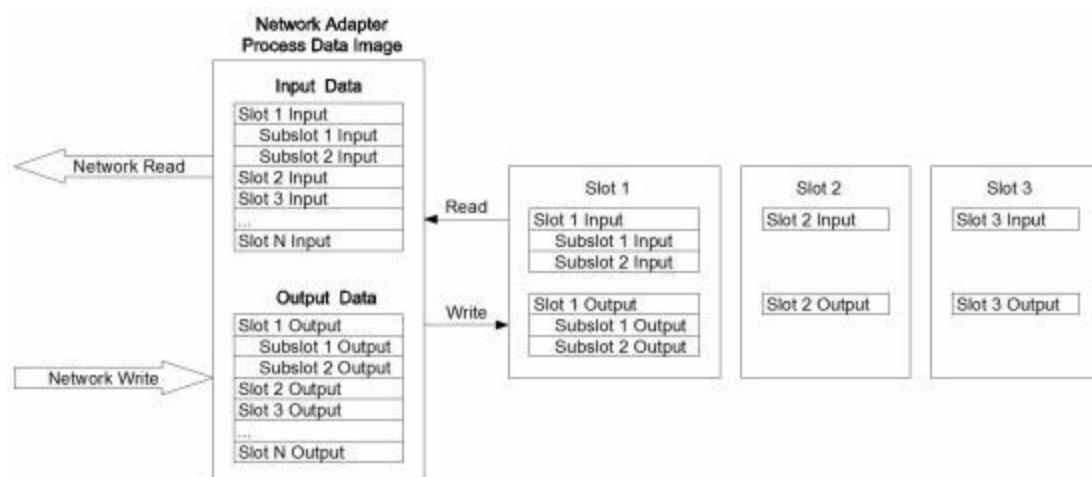 Network Adapter
Process Data Image
Input Data
Slot 1 Input
Subslot 1 Input
Subslot 2 Input
Slot 2 Input
Slot 3 Input
...
Slot N Input
Network Read
Output Data
Slot 1 Output
Subslot 1 Output
Subslot 2 Output
Slot 2 Output
Slot 3 Output
...
Slot N Output
Network Write
Read
Write
Slot 1
Slot 1 Input
Subslot 1 Input
Subslot 2 Input
Slot 1 Output
Subslot 1 Output
Subslot 2 Output
Slot 2
Slot 2 Input
Slot 2 Output
Slot 3
Slot 3 Input
Slot 3 Output